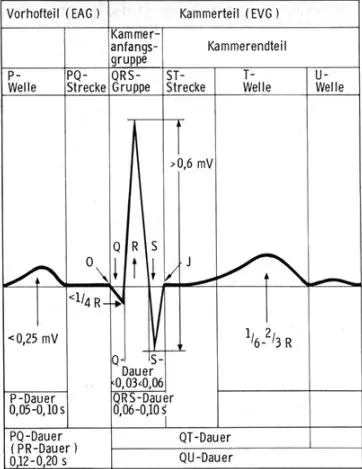 Vorhofteil (EAG)
Kammerteil (EVG)
Kammer-
anfangs-
gruppe
Kammerendteil
P-
Welle
PQ-
Strecke
QRS-
Gruppe
ST-
Strecke
T-
Welle
U-
Welle
>0,6 mV
O
Q
R
S
J
<1/4 R
<0,25 mV
1/6-2/3 R
Q-
S-
Dauer
<0,03<0,06
P-Dauer
0,05-0,10 s
QRS-Dauer
0,06-0,10 s
PQ-Dauer
(PR-Dauer)
0,12-0,20 s
QT-Dauer
QU-Dauer